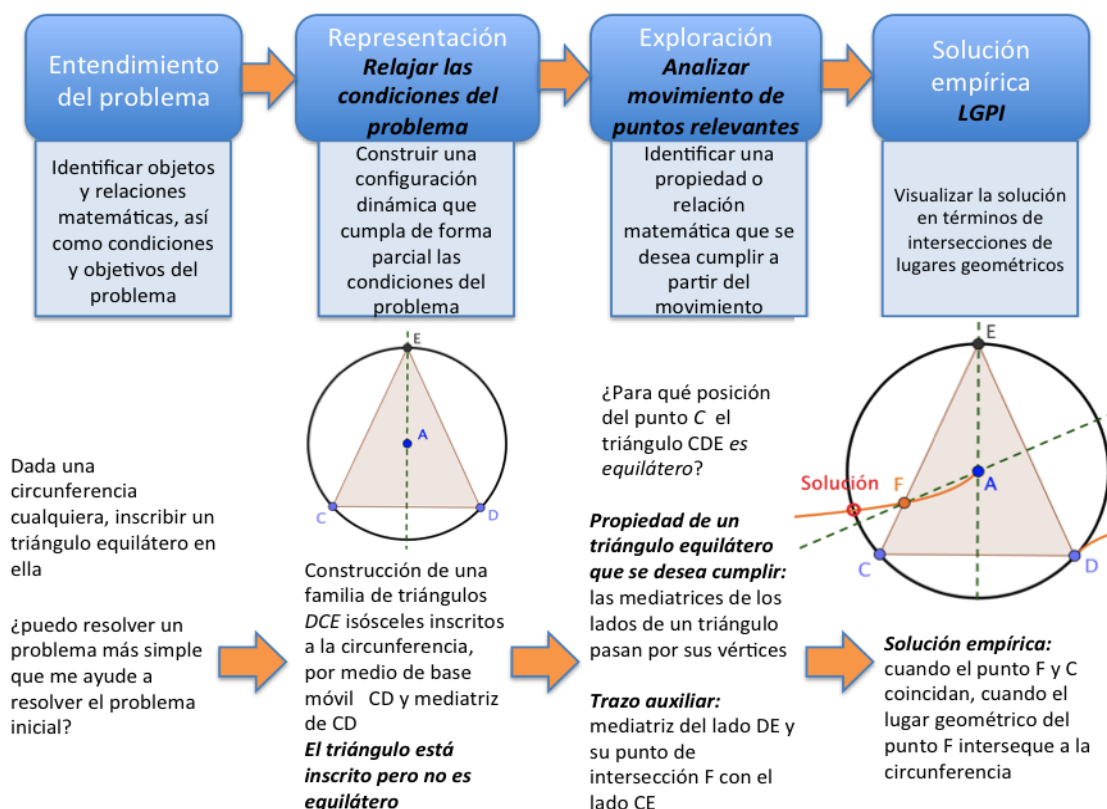 Entendimiento
del problema
Identificar objetos
y relaciones
matemáticas, así
como condiciones
y objetivos del
problema
Representación
Relajar las
condiciones del
problema
Construir una
configuración
dinámica que
cumpla de forma
parcial las
condiciones del
problema
Exploración
Analizar
movimiento de
puntos relevantes
Identificar una
propiedad o
relación
matemática que se
desea cumplir a
partir del
movimiento
Solución
empírica
LGPI
Visualizar la solución
en términos de
intersecciones de
lugares geométricos
Dada una
circunferencia
cualquiera, inscribir un
triángulo equilátero en
ella
¿puedo resolver un
problema más simple
que me ayude a
resolver el problema
inicial?
E
A
C
D
Construcción de una
familia de triángulos
DCE isósceles inscritos
a la circunferencia,
por medio de base
móvil CD y mediatriz
de CD
El triángulo está
inscrito pero no es
equilátero
¿Para qué posición
del punto C el
triángulo CDE es
equilátero?
Propiedad de un
triángulo equilátero
que se desea cumplir:
las mediatrices de los
lados de un triángulo
pasan por sus vértices
Trazo auxiliar:
mediatriz del lado DE y
su punto de
intersección F con el
lado CE
E
Solución
F
A
C
D
Solución empírica:
cuando el punto F y C
coincidan, cuando el
lugar geométrico del
punto F interseque a la
circunferencia